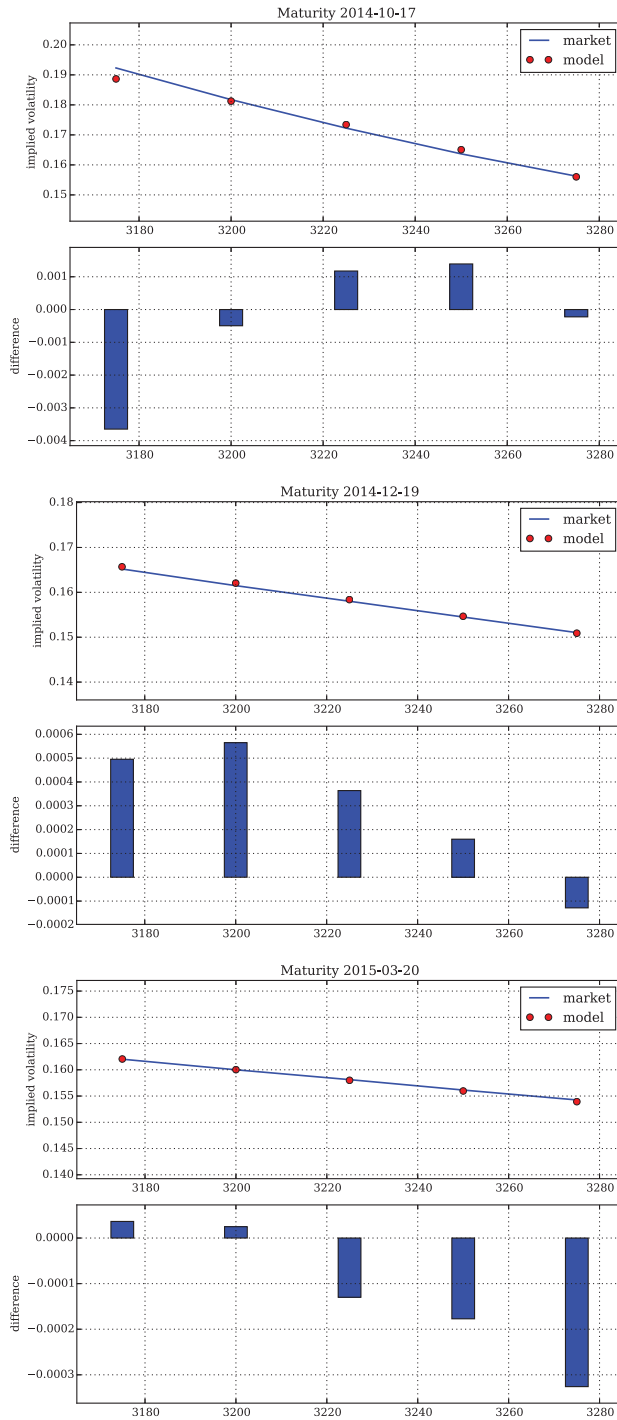 Maturity 2014-10-17
0.20
0.19
0.18
0.17
0.16
0.15
implied volatility
market
model
3180 3200 3220 3240 3260 3280
0.001
0.000
−0.001
−0.002
−0.003
−0.004
difference
3180 3200 3220 3240 3260 3280
Maturity 2014-12-19
0.18
0.17
0.16
0.15
0.14
implied volatility
market
model
3180 3200 3220 3240 3260 3280
0.0006
0.0005
0.0004
0.0003
0.0002
0.0001
0.0000
−0.0001
−0.0002
difference
3180 3200 3220 3240 3260 3280
Maturity 2015-03-20
0.175
0.170
0.165
0.160
0.155
0.150
0.145
0.140
implied volatility
market
model
3180 3200 3220 3240 3260 3280
0.0000
−0.0001
−0.0002
−0.0003
difference
3180 3200 3220 3240 3260 3280